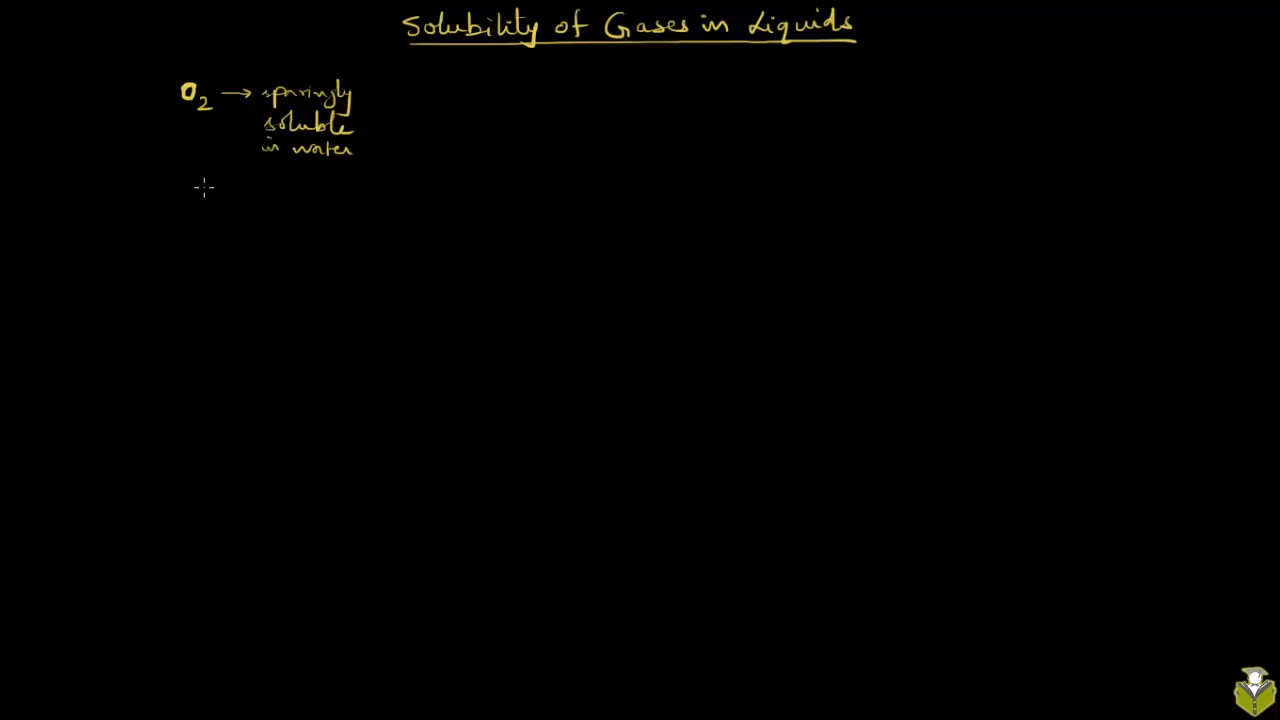 Solubility of Gases in Liquids
O₂ → sparingly
soluble
in water